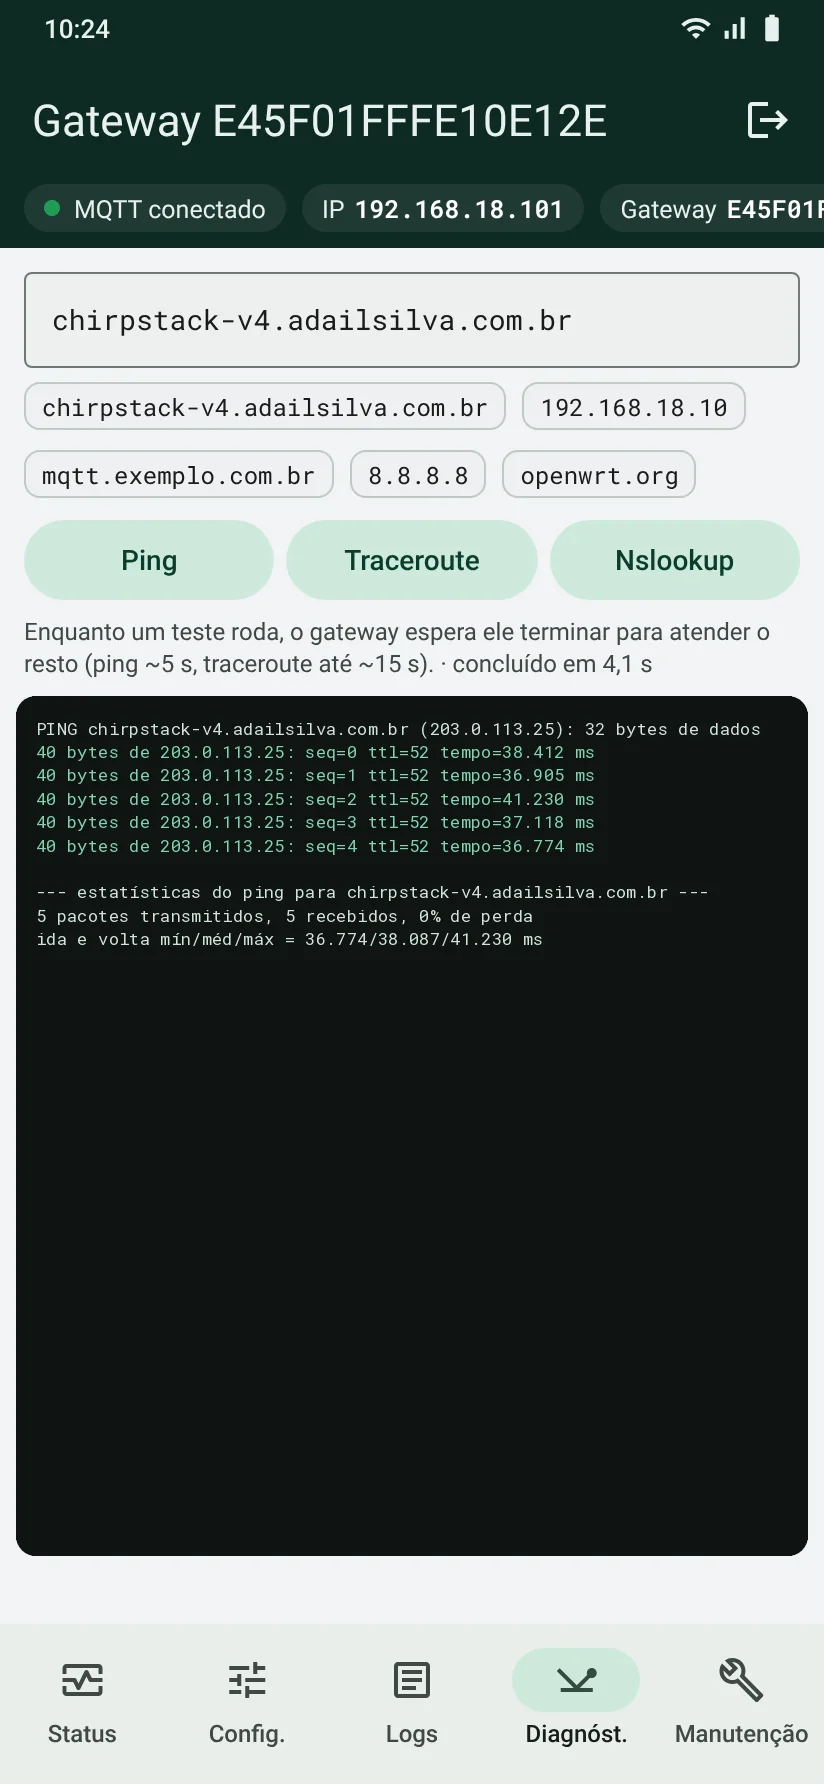 10:24
Gateway E45F01FFFE10E12E
MQTT conectado
IP 192.168.18.101
Gateway E45F01F
chirpstack-v4.adailsilva.com.br
chirpstack-v4.adailsilva.com.br
192.168.18.10
mqtt.exemplo.com.br
8.8.8.8
openwrt.org
Ping
Traceroute
Nslookup
Enquanto um teste roda, o gateway espera ele terminar para atender o
resto (ping ~5 s, traceroute até ~15 s). · concluído em 4,1 s
PING chirpstack-v4.adailsilva.com.br (203.0.113.25): 32 bytes de dados
40 bytes de 203.0.113.25: seq=0 ttl=52 tempo=38.412 ms
40 bytes de 203.0.113.25: seq=1 ttl=52 tempo=36.905 ms
40 bytes de 203.0.113.25: seq=2 ttl=52 tempo=41.230 ms
40 bytes de 203.0.113.25: seq=3 ttl=52 tempo=37.118 ms
40 bytes de 203.0.113.25: seq=4 ttl=52 tempo=36.774 ms
--- estatísticas do ping para chirpstack-v4.adailsilva.com.br ---
5 pacotes transmitidos, 5 recebidos, 0% de perda
ida e volta mín/méd/máx = 36.774/38.087/41.230 ms
Status
Config.
Logs
Diagnóst.
Manutenção